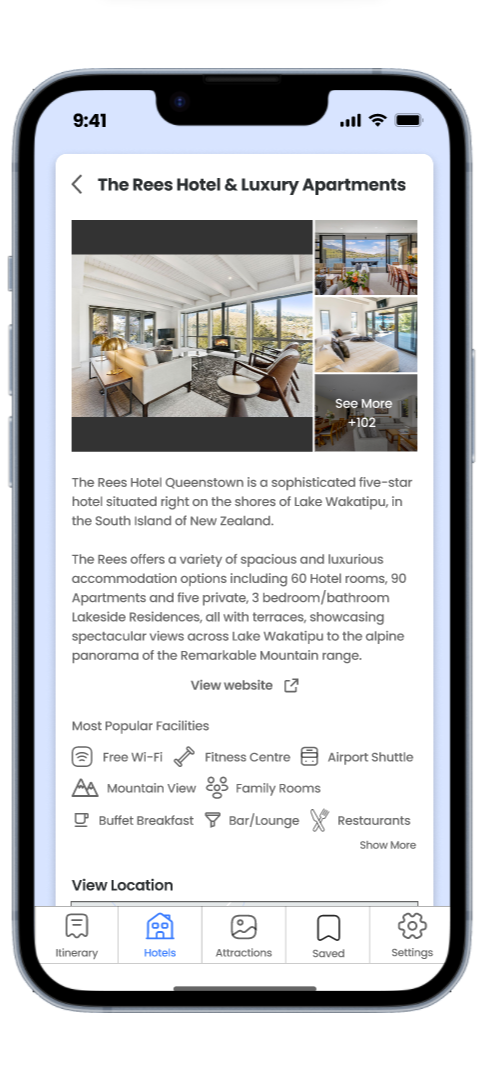 9:41
The Rees Hotel & Luxury Apartments
See More
+102
The Rees Hotel Queenstown is a sophisticated five-star
hotel situated right on the shores of Lake Wakatipu, in
the South Island of New Zealand.
The Rees offers a variety of spacious and luxurious
accommodation options including 60 Hotel rooms, 90
Apartments and five private, 3 bedroom/bathroom
Lakeside Residences, all with terraces, showcasing
spectacular views across Lake Wakatipu to the alpine
panorama of the Remarkable Mountain range.
View website
Most Popular Facilities
Free Wi-Fi Fitness Centre Airport Shuttle
Mountain View Family Rooms
Buffet Breakfast Bar/Lounge Restaurants
Show More
View Location
Itinerary Hotels Attractions Saved Settings